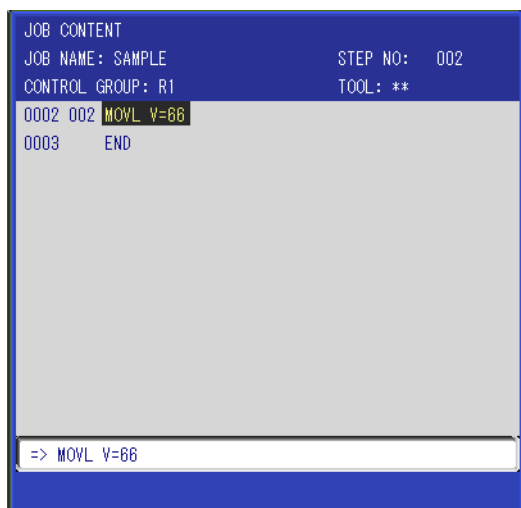 JOB CONTENT
JOB NAME: SAMPLE STEP NO: 002
CONTROL GROUP: R1 TOOL: **
0002 002 MOVL V=66
0003 END
=> MOVL V=66